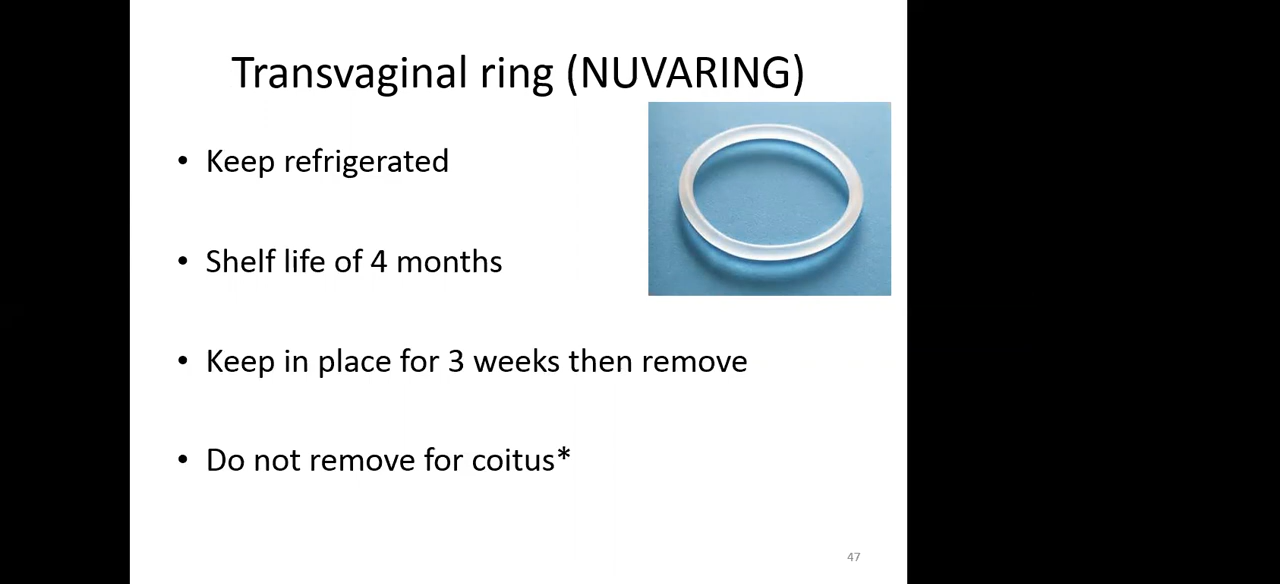 Transvaginal ring (NUVARING)
• Keep refrigerated
• Shelf life of 4 months
• Keep in place for 3 weeks then remove
• Do not remove for coitus*
47